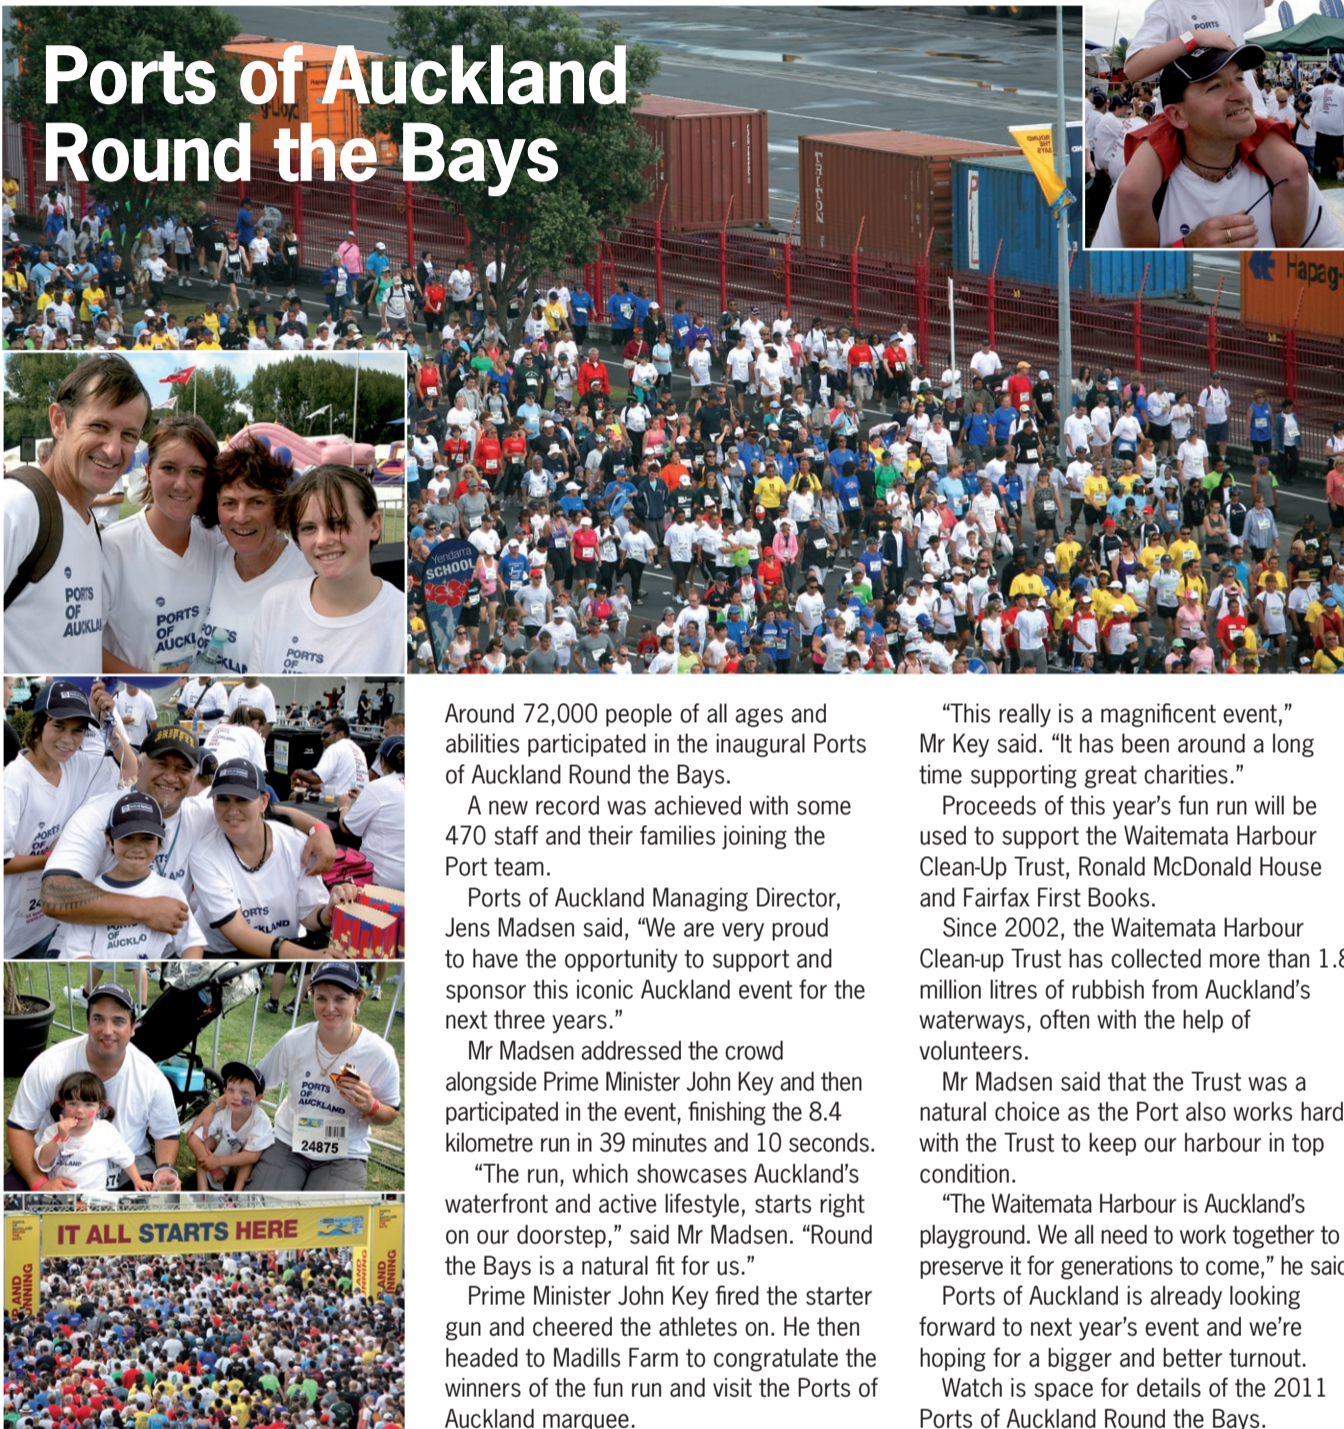 Ports of Auckland
Round the Bays
PORTS
TRITON
Hapag
Yendarra
SCHOOL
PORTS
OF
PORTS
OF
PORTS
OF
24875
PORTS
OF
AUCKLAND
IT ALL STARTS HERE
Around 72,000 people of all ages and
abilities participated in the inaugural Ports
of Auckland Round the Bays.
A new record was achieved with some
470 staff and their families joining the
Port team.
Ports of Auckland Managing Director,
Jens Madsen said, “We are very proud
to have the opportunity to support and
sponsor this iconic Auckland event for the
next three years.”
Mr Madsen addressed the crowd
alongside Prime Minister John Key and then
participated in the event, finishing the 8.4
kilometre run in 39 minutes and 10 seconds.
“The run, which showcases Auckland’s
waterfront and active lifestyle, starts right
on our doorstep,” said Mr Madsen. “Round
the Bays is a natural fit for us.”
Prime Minister John Key fired the starter
gun and cheered the athletes on. He then
headed to Madills Farm to congratulate the
winners of the fun run and visit the Ports of
Auckland marquee.
“This really is a magnificent event,”
Mr Key said. “It has been around a long
time supporting great charities.”
Proceeds of this year’s fun run will be
used to support the Waitemata Harbour
Clean-Up Trust, Ronald McDonald House
and Fairfax First Books.
Since 2002, the Waitemata Harbour
Clean-up Trust has collected more than 1.8
million litres of rubbish from Auckland’s
waterways, often with the help of
volunteers.
Mr Madsen said that the Trust was a
natural choice as the Port also works hard
with the Trust to keep our harbour in top
condition.
“The Waitemata Harbour is Auckland’s
playground. We all need to work together to
preserve it for generations to come,” he said
Ports of Auckland is already looking
forward to next year’s event and we’re
hoping for a bigger and better turnout.
Watch is space for details of the 2011
Ports of Auckland Round the Bays.